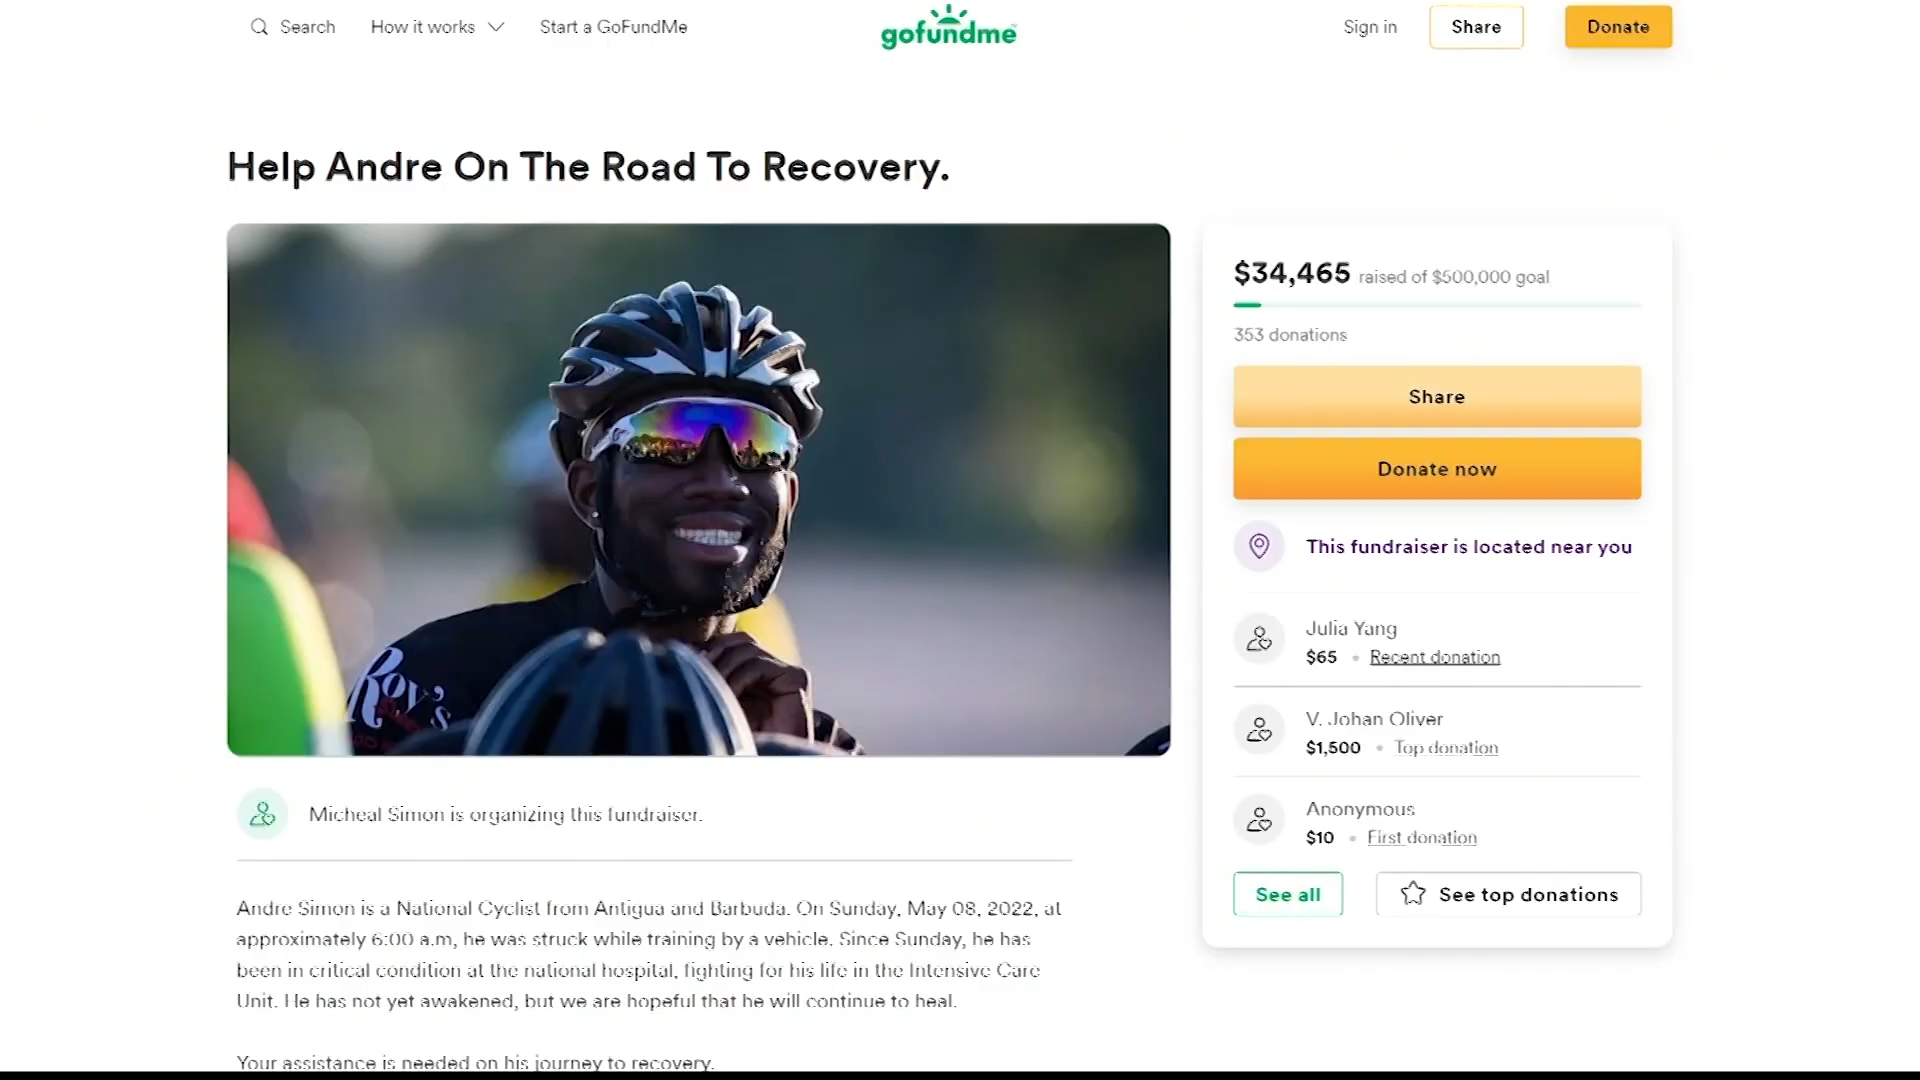 Search
How it works
Start a GoFundMe
gofundme
Sign in
Share
Donate
Help Andre On The Road To Recovery.
Roy's
$34,465 raised of $500,000 goal
353 donations
Share
Donate now
This fundraiser is located near you
Julia Yang
$65 • Recent donation
V. Johan Oliver
$1,500 • Top donation
Anonymous
$10 • First donation
See all
See top donations
Micheal Simon is organizing this fundraiser.
Andre Simon is a National Cyclist from Antigua and Barbuda. On Sunday, May 08, 2022, at
approximately 6:00 a.m, he was struck while training by a vehicle. Since Sunday, he has
been in critical condition at the national hospital, fighting for his life in the Intensive Care
Unit. He has not yet awakened, but we are hopeful that he will continue to heal.
Your assistance is needed on his journey to recovery.